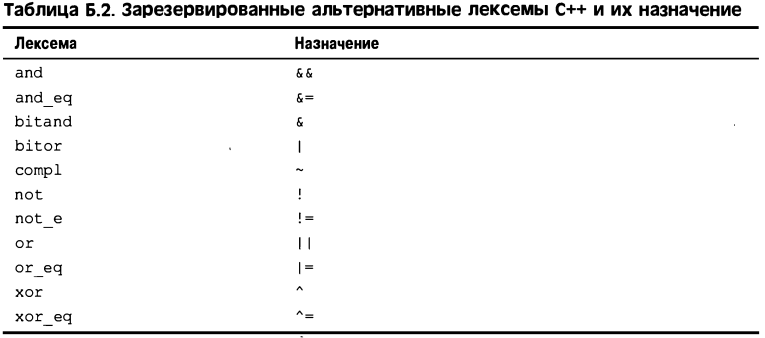 Таблица Б.2. Зарезервированные альтернативные лексемы C++ и их назначение
Лексема Назначение
and &&
and_eq &=
bitand &
bitor |
compl ~
not !
not_e !=
or ||
or_eq |=
xor ^
xor_eq ^=